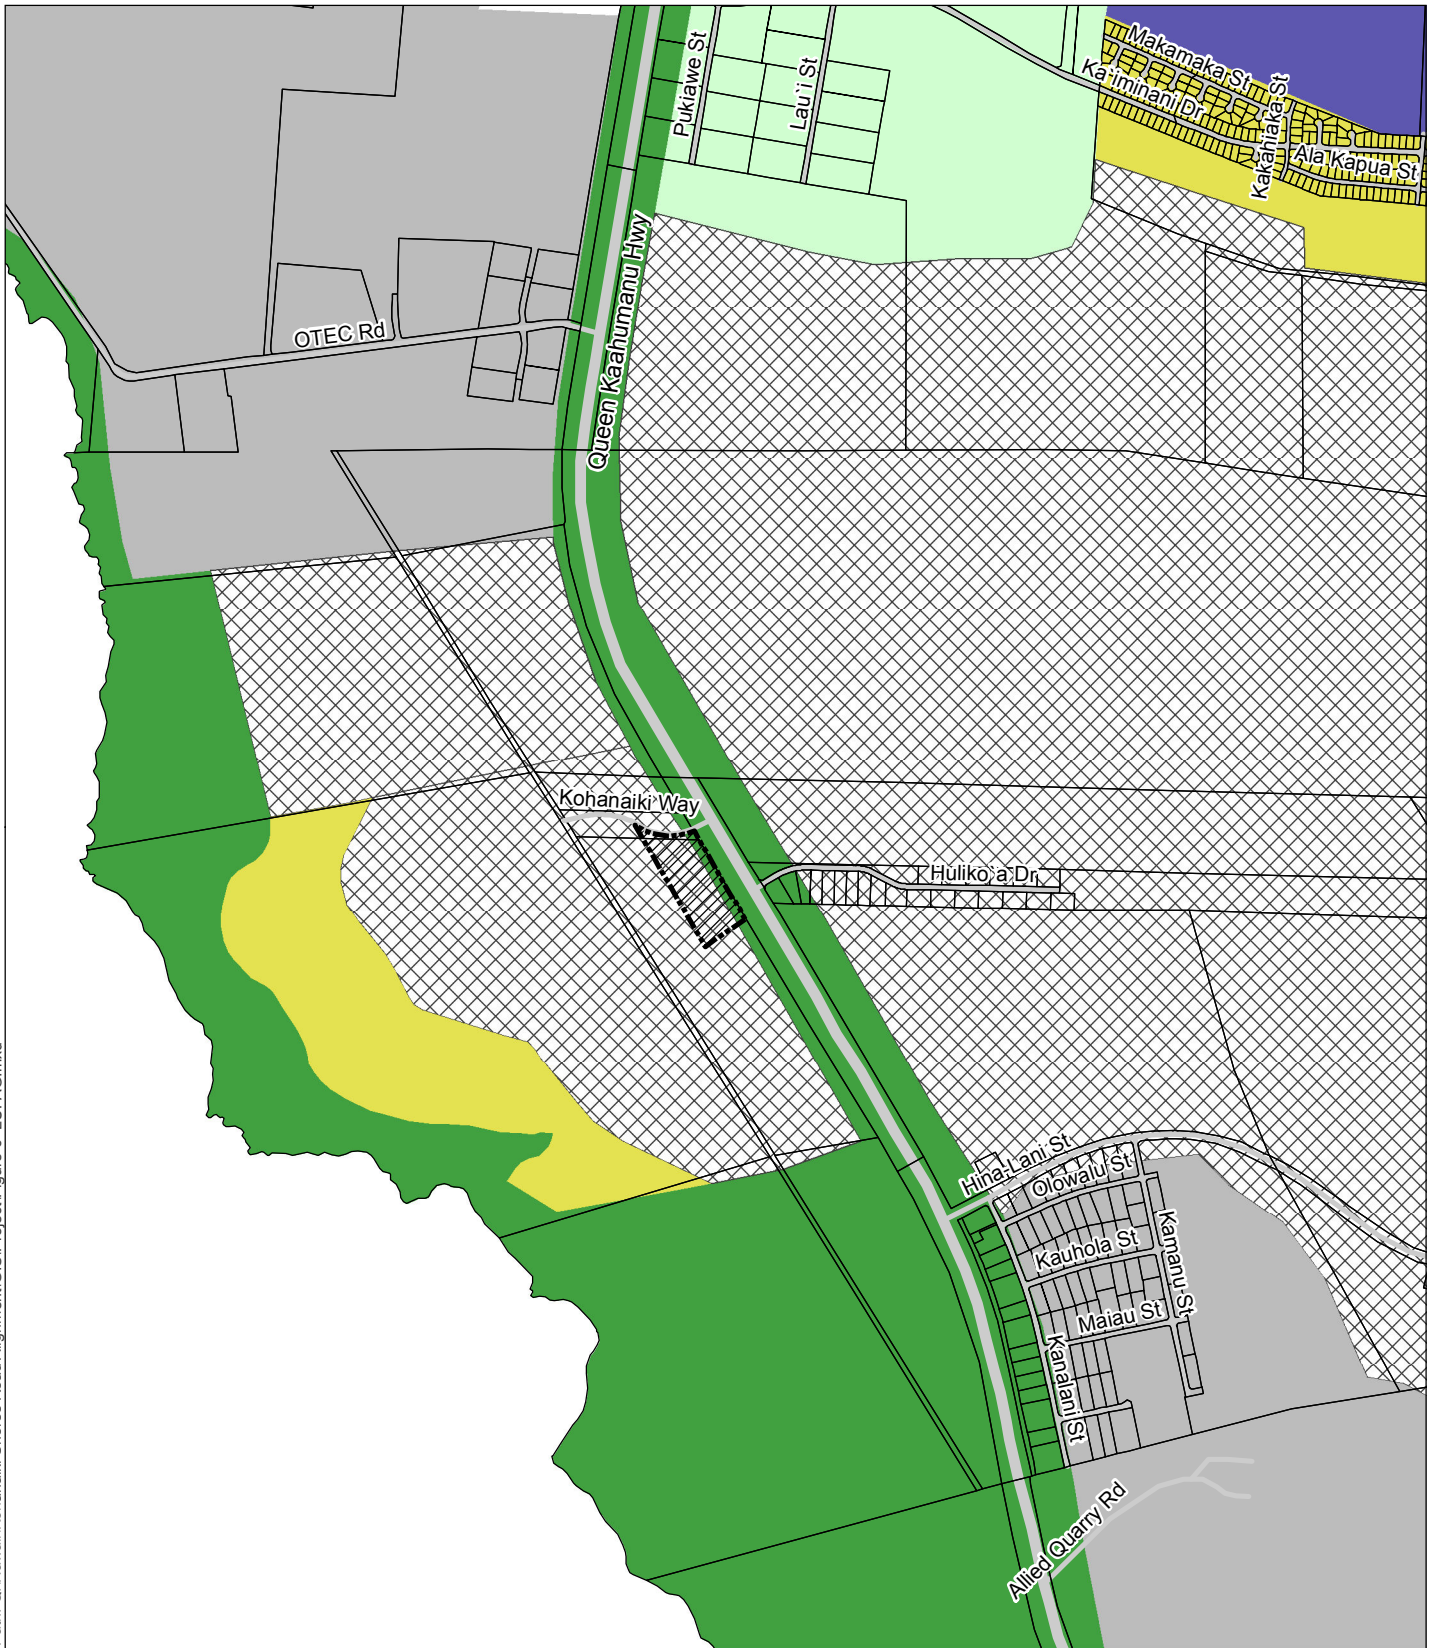 Makamaka St
Pukiawe St
Lau`i St
Ka`iminani Dr
Kakahiaka St
Ala Kapua St
Queen Kaahumanu Hwy
OTEC Rd
Kohanaiki Way
Huliko`a Dr
Hina-Lani St
Olowalu St
Kauhola St
Kamanu St
Maiau St
Kanalani St
Allied Quarry Rd